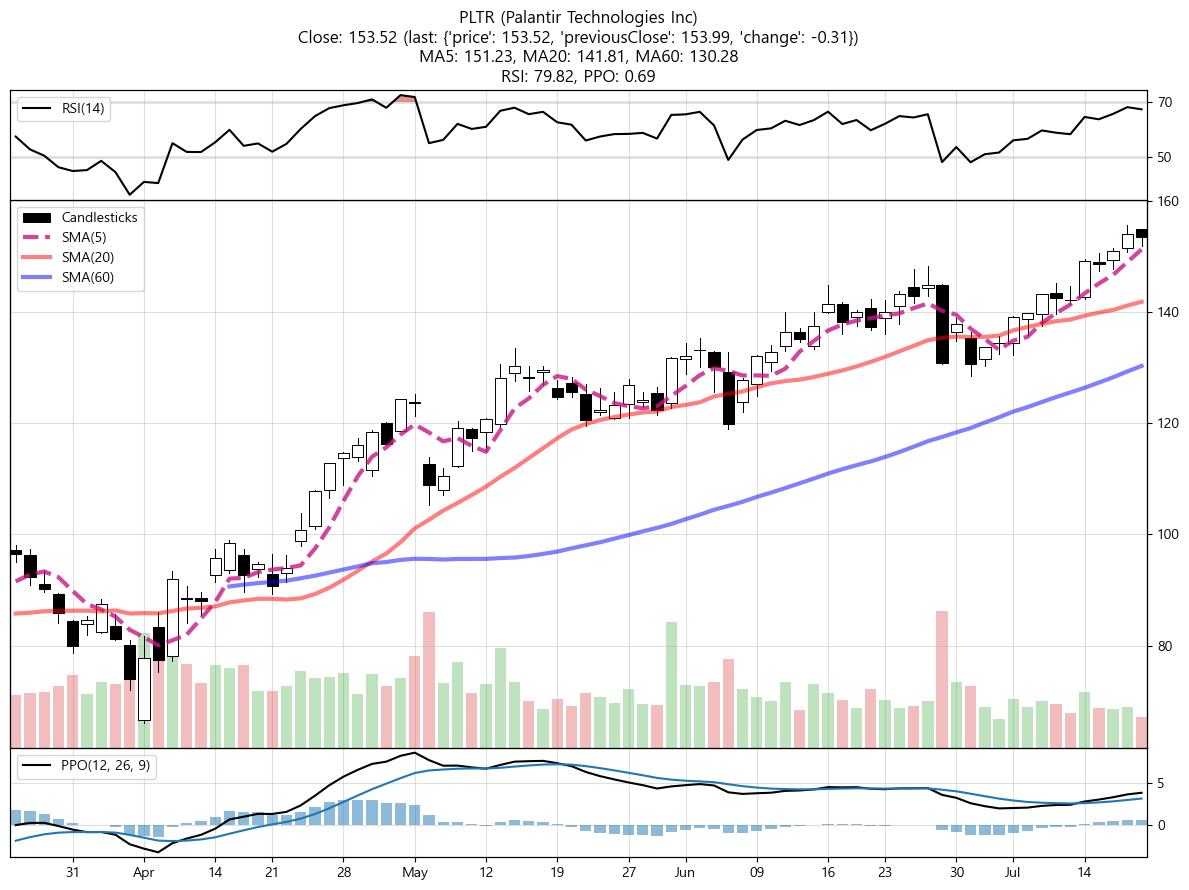 PLTR (Palantir Technologies Inc)
Close: 153.52 (last: {'price': 153.52, 'previousClose': 153.99, 'change': -0.31})
MA5: 151.23, MA20: 141.81, MA60: 130.28
RSI: 79.82, PPO: 0.69
RSI(14)
70
50
160
Candlesticks
SMA(5)
SMA(20)
SMA(60)
140
120
100
80
PPO(12, 26, 9)
5
0
31 Apr 14 21 28 May 12 19 27 Jun 09 16 23 30 Jul 14